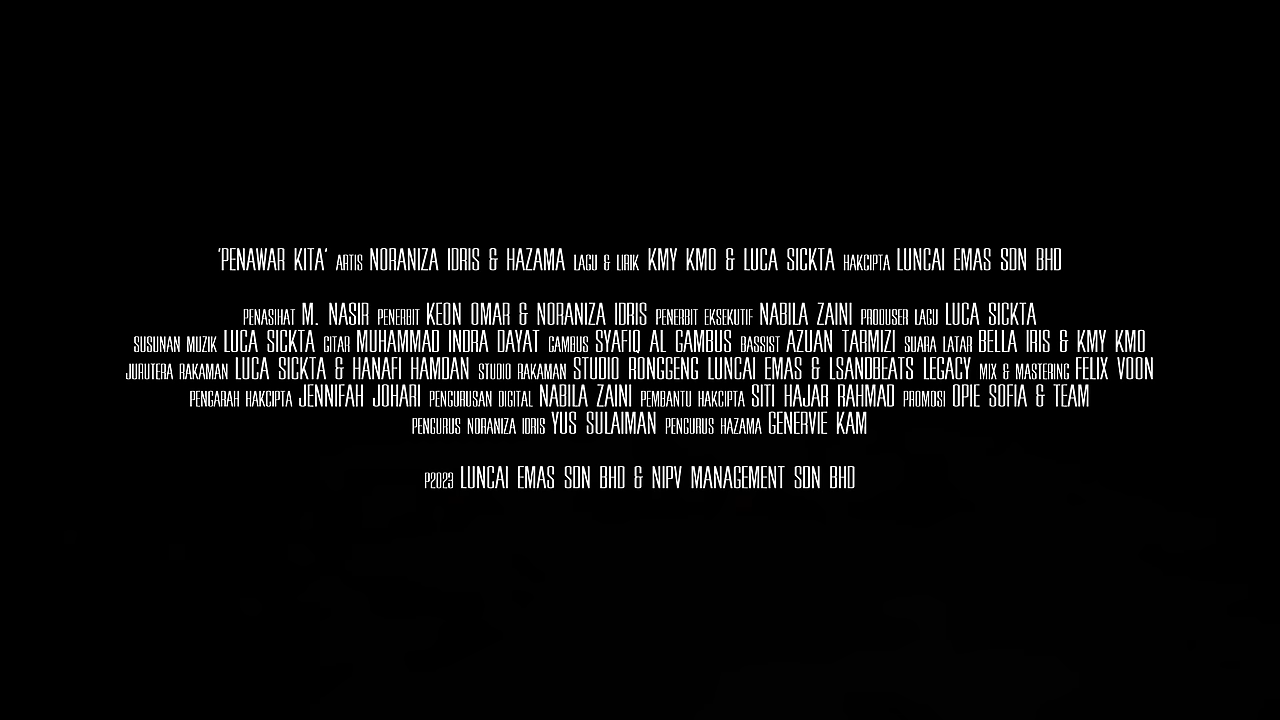 'PENAWAR KITA' ARTIS NORANIZA IDRIS & HAZAMA LAGU & LIRIK KMY KMO & LUCA SICKTA HAKCIPTA LUNCAI EMAS SDN BHD
PENASIHAT M. NASIR PENERBIT KEON OMAR & NORANIZA IDRIS PENERBIT EKSEKUTIF NABILA ZAINI PRODUSER LAGU LUCA SICKTA
SUSUNAN MUZIK LUCA SICKTA GITAR MUHAMMAD INDRA DAYAT GAMBUS SYAFIQ AL GAMBUS BASSIST AZUAN TARMIZI SUARA LATAR BELLA IRIS & KMY KMO
JURUTERA RAKAMAN LUCA SICKTA & HANAFI HAMDAN STUDIO RAKAMAN STUDIO RONGGENG LUNCAI EMAS & LSANDBEATS LEGACY MIX & MASTERING FELIX VOON
PENGARAH HAKCIPTA JENNIFAH JOHARI PENGURUSAN DIGITAL NABILA ZAINI PEMBANTU HAKCIPTA SITI HAJAR RAHMAD PROMOSI OPIE SOFIA & TEAM
PENGURUS NORANIZA IDRIS YUS SULAIMAN PENGURUS HAZAMA GENERVIE KAM
P2023 LUNCAI EMAS SDN BHD & NIPV MANAGEMENT SDN BHD